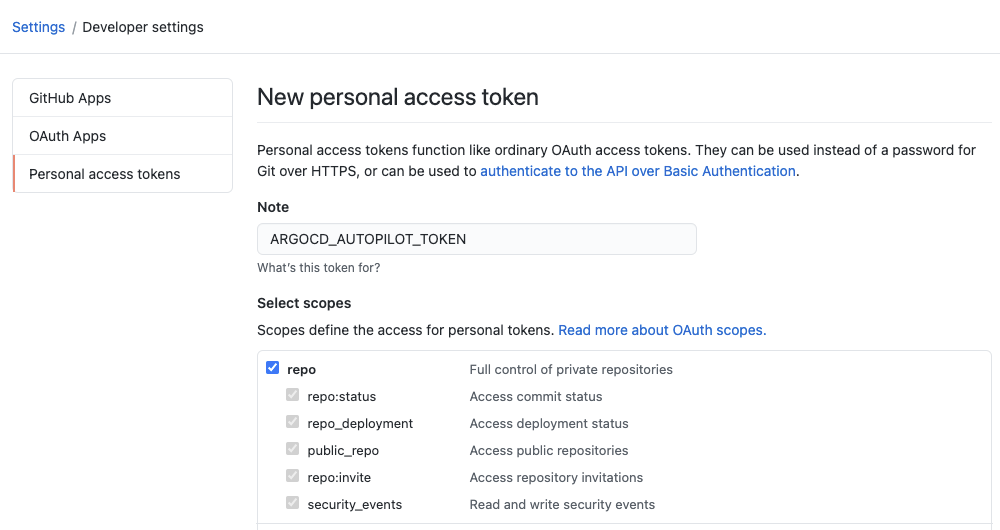 Settings / Developer settings
GitHub Apps
OAuth Apps
Personal access tokens
New personal access token
Personal access tokens function like ordinary OAuth access tokens. They can be used instead of a password for
Git over HTTPS, or can be used to authenticate to the API over Basic Authentication.
Note
ARGOCD_AUTOPILOT_TOKEN
What's this token for?
Select scopes
Scopes define the access for personal tokens. Read more about OAuth scopes.
repo Full control of private repositories
repo:status Access commit status
repo_deployment Access deployment status
public_repo Access public repositories
repo:invite Access repository invitations
security_events Read and write security events